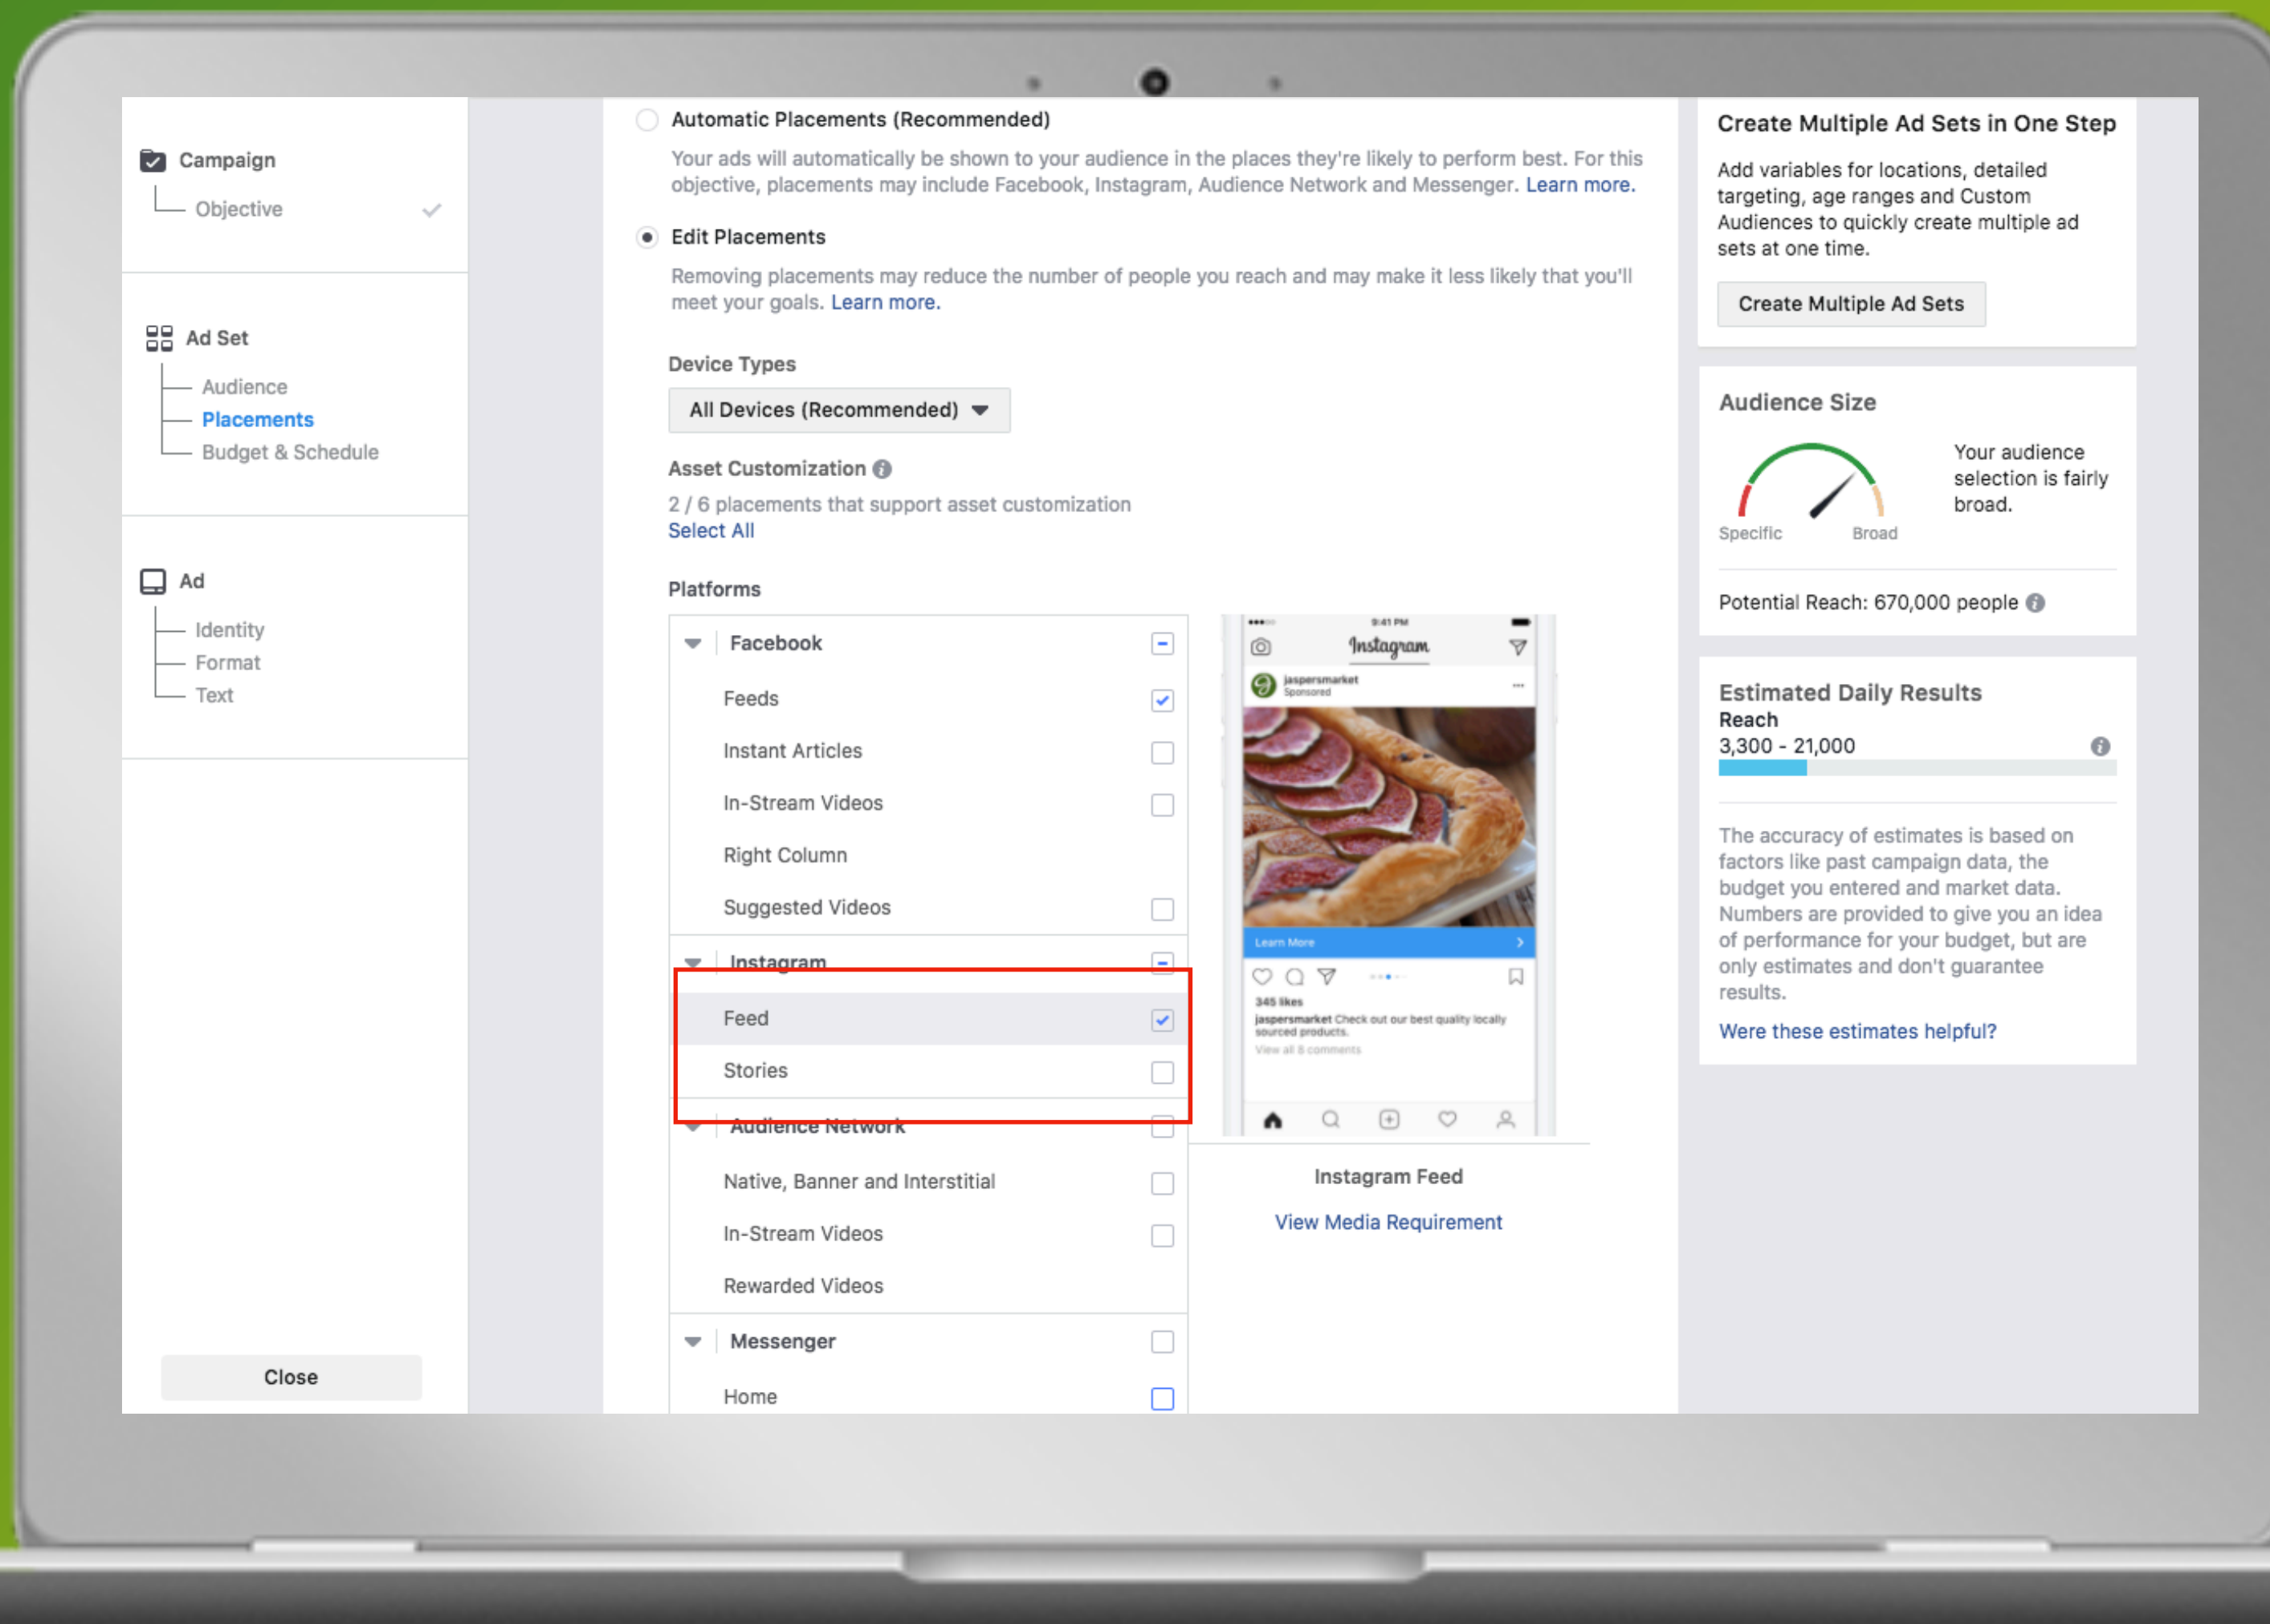 Campaign
Objective
Ad Set
Audience
Placements
Budget & Schedule
Ad
Identity
Format
Text
Close
Automatic Placements (Recommended)
Your ads will automatically be shown to your audience in the places they're likely to perform best. For this
objective, placements may include Facebook, Instagram, Audience Network and Messenger. Learn more.
Edit Placements
Removing placements may reduce the number of people you reach and may make it less likely that you'll
meet your goals. Learn more.
Device Types
All Devices (Recommended)
Asset Customization
2 / 6 placements that support asset customization
Select All
Platforms
Facebook
Feeds
Instant Articles
In-Stream Videos
Right Column
Suggested Videos
Instagram
Feed
Stories
Audience Network
Native, Banner and Interstitial
In-Stream Videos
Rewarded Videos
Messenger
Home
9:41 PM
Instagram
jaspersmarket
Sponsored
Learn More
345 likes
jaspersmarket Check out our best quality locally
sourced products.
View all 8 comments
Instagram Feed
View Media Requirement
Create Multiple Ad Sets in One Step
Add variables for locations, detailed
targeting, age ranges and Custom
Audiences to quickly create multiple ad
sets at one time.
Create Multiple Ad Sets
Audience Size
Your audience
selection is fairly
broad.
Specific
Broad
Potential Reach: 670,000 people
Estimated Daily Results
Reach
3,300 - 21,000
The accuracy of estimates is based on
factors like past campaign data, the
budget you entered and market data.
Numbers are provided to give you an idea
of performance for your budget, but are
only estimates and don't guarantee
results.
Were these estimates helpful?